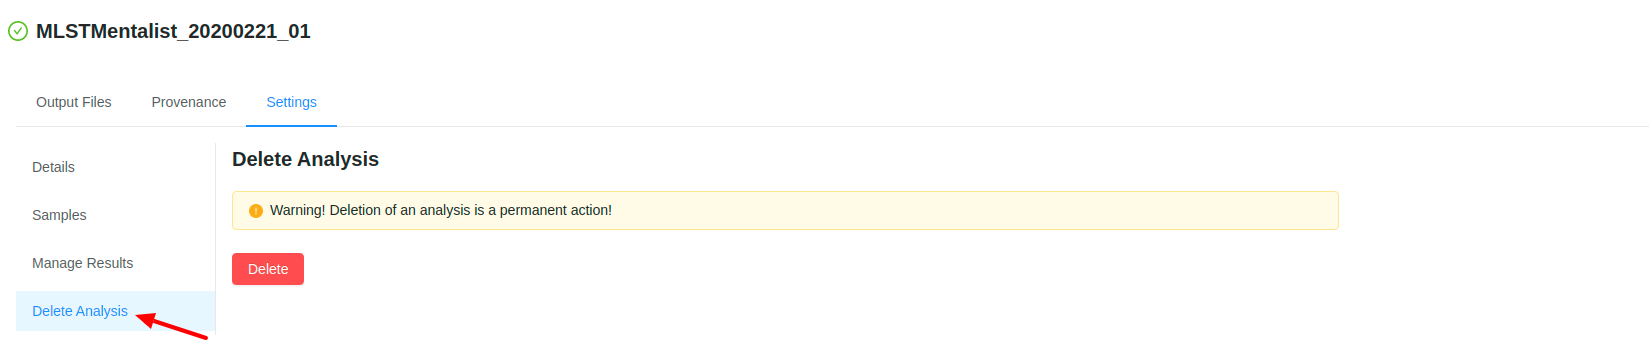 MLSTMentalist_20200221_01
Output Files Provenance Settings
Details
Samples
Manage Results
Delete Analysis
Delete Analysis
Warning! Deletion of an analysis is a permanent action!
Delete